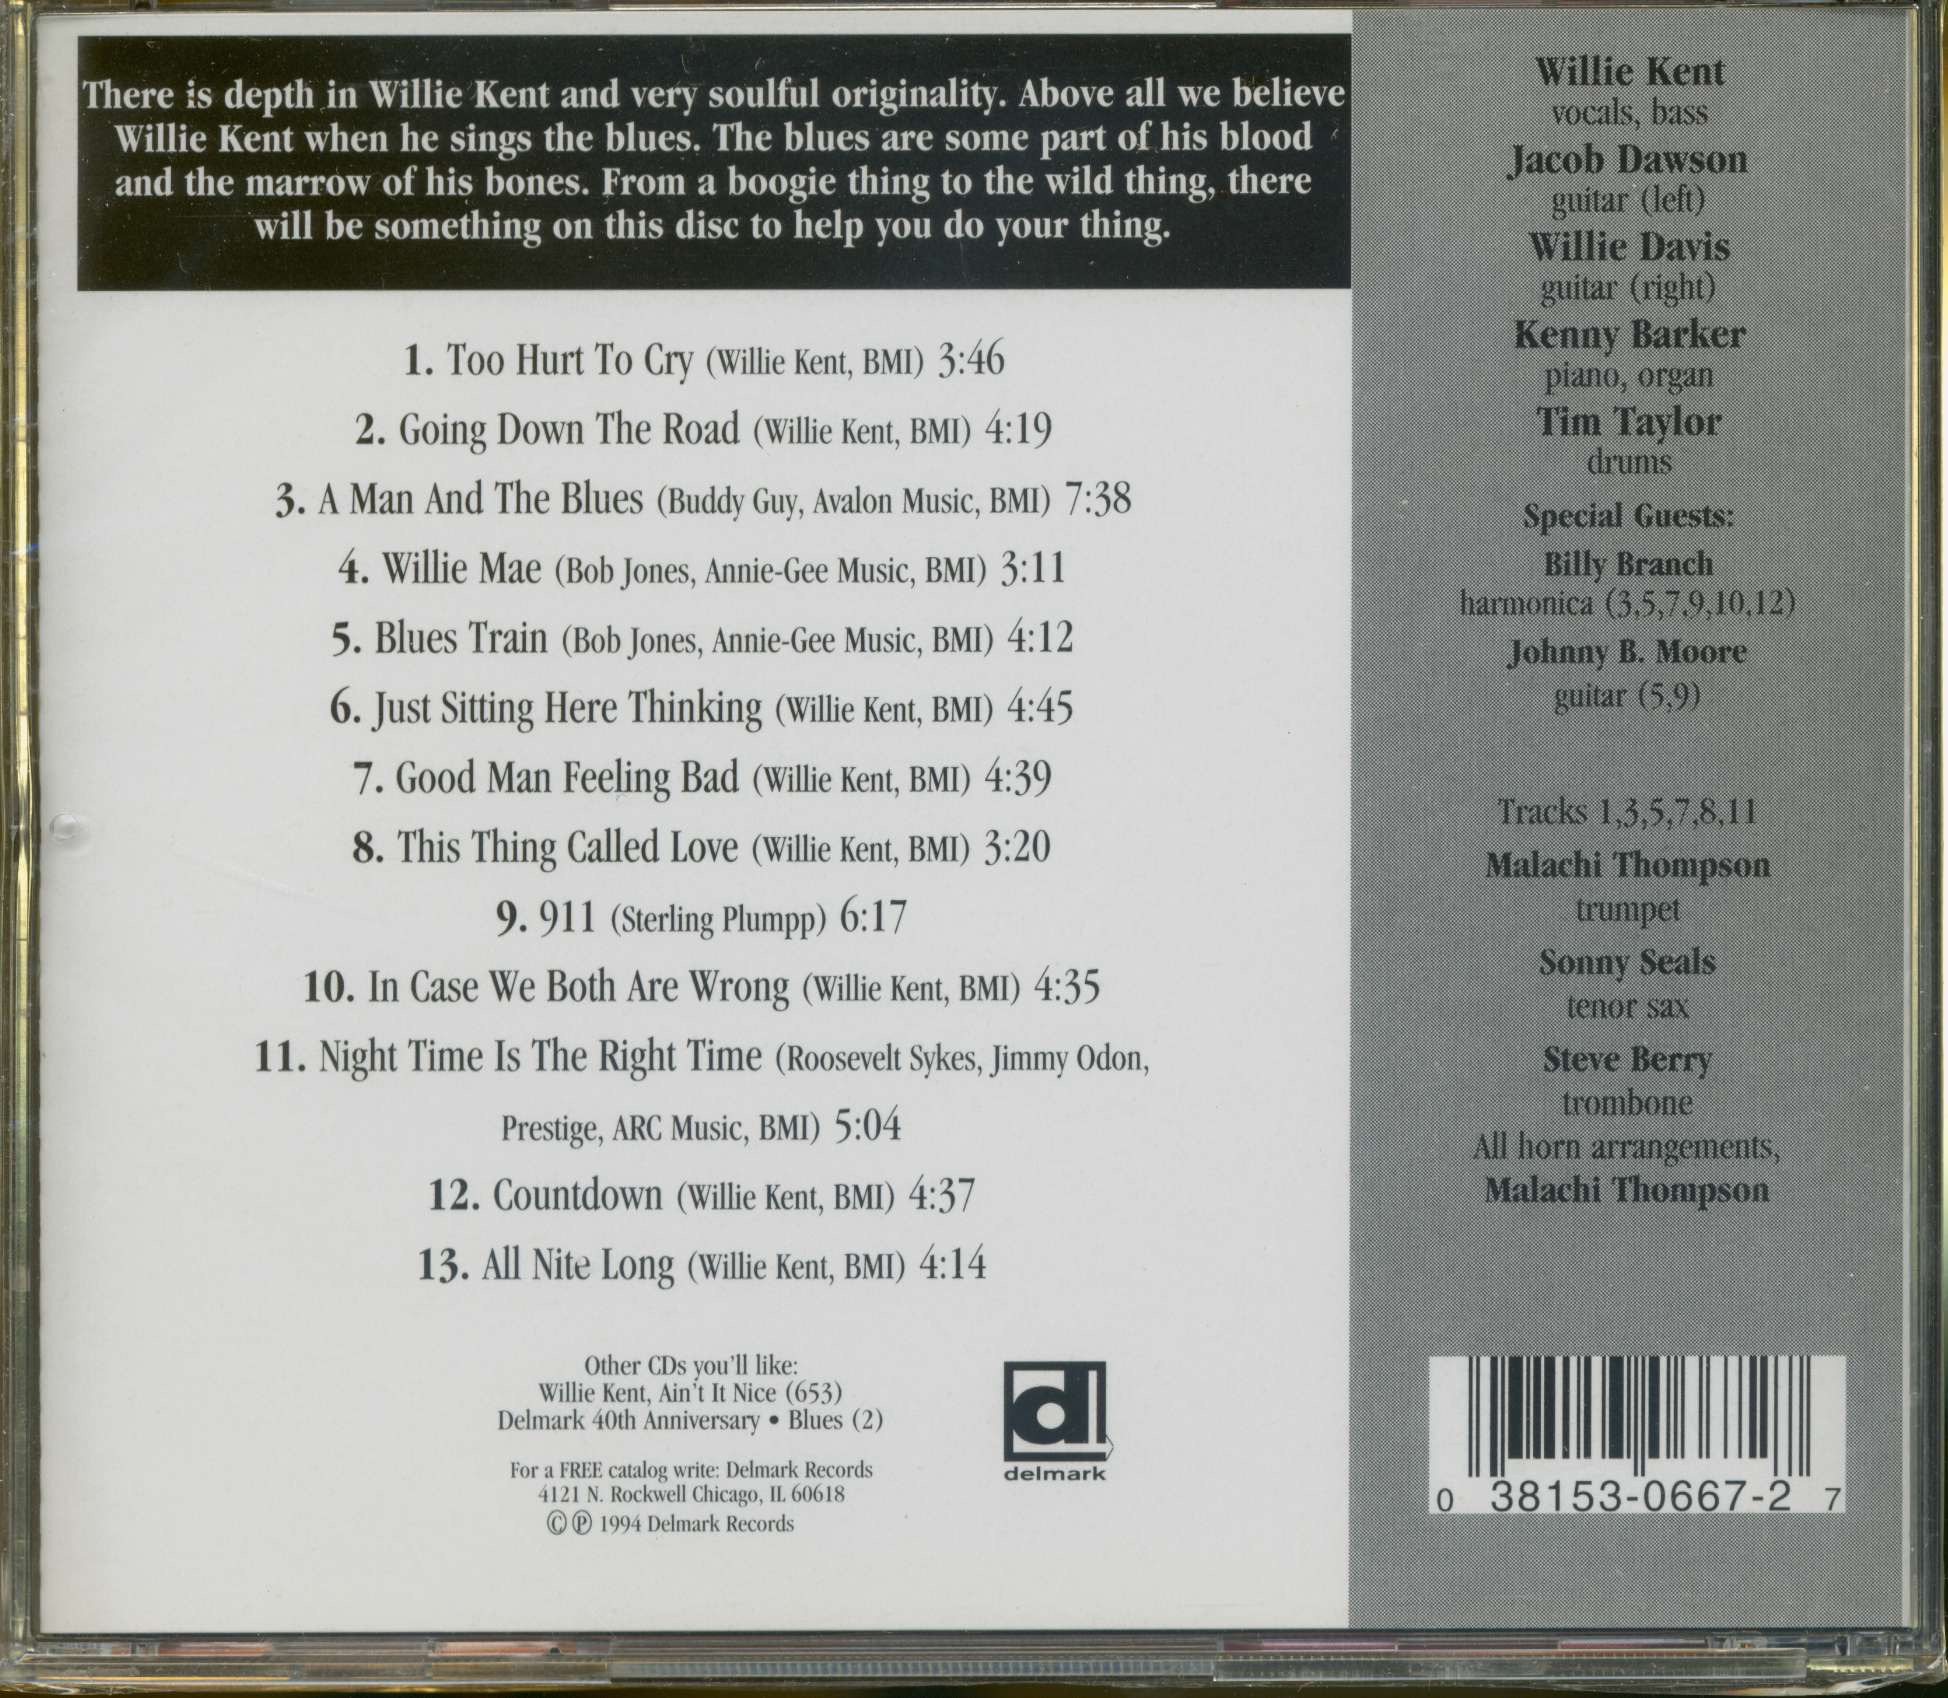 There is depth in Willie Kent and very soulful originality. Above all we believe
Willie Kent when he sings the blues. The blues are some part of his blood
and the marrow of his bones. From a boogie thing to the wild thing, there
will be something on this disc to help you do your thing.
1. Too Hurt To Cry (Willie Kent, BMI) 3:46
2. Going Down The Road (Willie Kent, BMI) 4:19
3. A Man And The Blues (Buddy Guy, Avalon Music, BMI) 7:38
4. Willie Mae (Bob Jones, Annie-Gee Music, BMI) 3:11
5. Blues Train (Bob Jones, Annie-Gee Music, BMI) 4:12
6. Just Sitting Here Thinking (Willie Kent, BMI) 4:45
7. Good Man Feeling Bad (Willie Kent, BMI) 4:39
8. This Thing Called Love (Willie Kent, BMI) 3:20
9. 911 (Sterling Plumpp) 6:17
10. In Case We Both Are Wrong (Willie Kent, BMI) 4:35
11. Night Time Is The Right Time (Roosevelt Sykes, Jimmy Odon,
Prestige, ARC Music, BMI) 5:04
12. Countdown (Willie Kent, BMI) 4:37
13. All Nite Long (Willie Kent, BMI) 4:14
Other CDs you'll like:
Willie Kent, Ain't It Nice (653)
Delmark 40th Anniversary • Blues (2)
For a FREE catalog write: Delmark Records
4121 N. Rockwell Chicago, IL 60618
© ℗ 1994 Delmark Records
dl
delmark
Willie Kent
vocals, bass
Jacob Dawson
guitar (left)
Willie Davis
guitar (right)
Kenny Barker
piano, organ
Tim Taylor
drums
Special Guests:
Billy Branch
harmonica (3,5,7,9,10,12)
Johnny B. Moore
guitar (5,9)
Tracks 1,3,5,7,8,11
Malachi Thompson
trumpet
Sonny Seals
tenor sax
Steve Berry
trombone
All horn arrangements,
Malachi Thompson
0 38153-0667-2 7